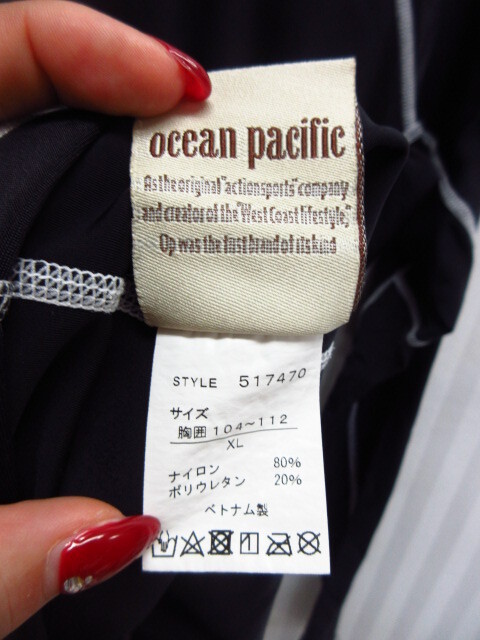 ocean pacific
As the original "actionsports" company
and creator of the "West Coast lifestyle,"
Op was the first brand of its kind
STYLE 517470
サイズ
胸囲 104~112
XL
ナイロン 80%
ポリウレタン 20%
ベトナム製